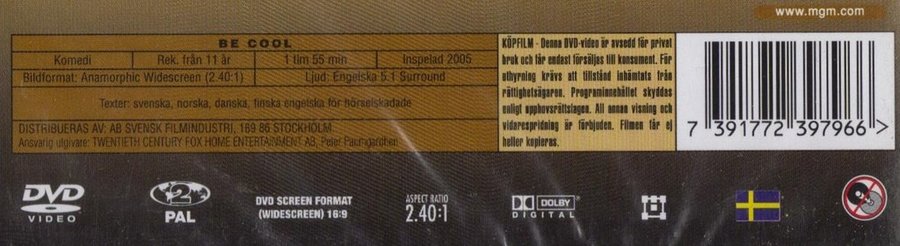 www.mgm.com
BE COOL
Komedi
Rek. från 11 år
1 tim 55 min
Inspelad 2005
Bildformat: Anamorphic Widescreen (2.40:1)
Ljud: Engelska 5.1 Surround
Texter: svenska, norska, danska, finska engelska för hörselskadade
DISTRIBUERAS AV: AB SVENSK FILMINDUSTRI, 169 86 STOCKHOLM
Ansvarig utgivare: TWENTIETH CENTURY FOX HOME ENTERTAINMENT AB, Peter Paumgardhen
KÖPFILM - Denna DVD-video är avsedd för privat
bruk och får endast försäljas till konsument. För
uthyrning krävs att tillstånd inhämtats från
rättighetsägaren. Programinnehållet skyddas
enligt upphovsrättslagen. All annan visning och
vidarespridning är förbjuden. Filmen får ej
heller kopieras.
7 391772 397966 >
DVD
VIDEO
2
PAL
DVD SCREEN FORMAT
(WIDESCREEN) 16:9
ASPECT RATIO
2.40:1
DOLBY
DIGITAL